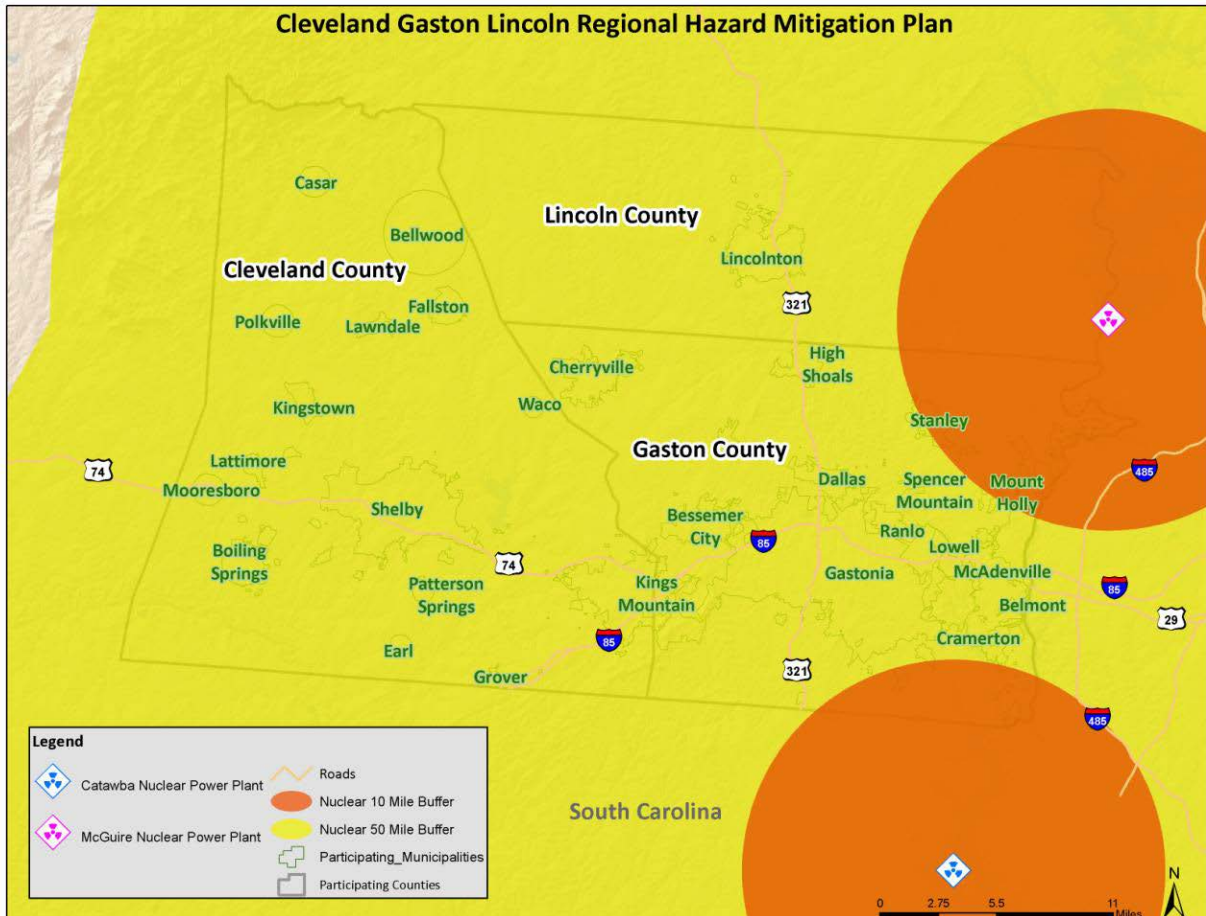 Cleveland Gaston Lincoln Regional Hazard Mitigation Plan
Casar
Bellwood
Lincoln County
Lincolnton
Cleveland County
321
Fallston
Polkville
Lawndale
High
Shoals
Cherryville
Waco
Kingstown
Stanley
Gaston County
74
Lattimore
485
Mooresboro
Dallas
Spencer
Mountain
Mount
Holly
Shelby
Bessemer
City
85
Ranlo
Lowell
Boiling
Springs
74
Patterson
Springs
Kings
Mountain
Gastonia
McAdenville
85
Belmont
29
Earl
85
Cramerton
Grover
321
485
Legend
Catawba Nuclear Power Plant
McGuire Nuclear Power Plant
Roads
Nuclear 10 Mile Buffer
Nuclear 50 Mile Buffer
Participating_Municipalities
Participating Counties
South Carolina
N
0 2.75 5.5 11
Miles